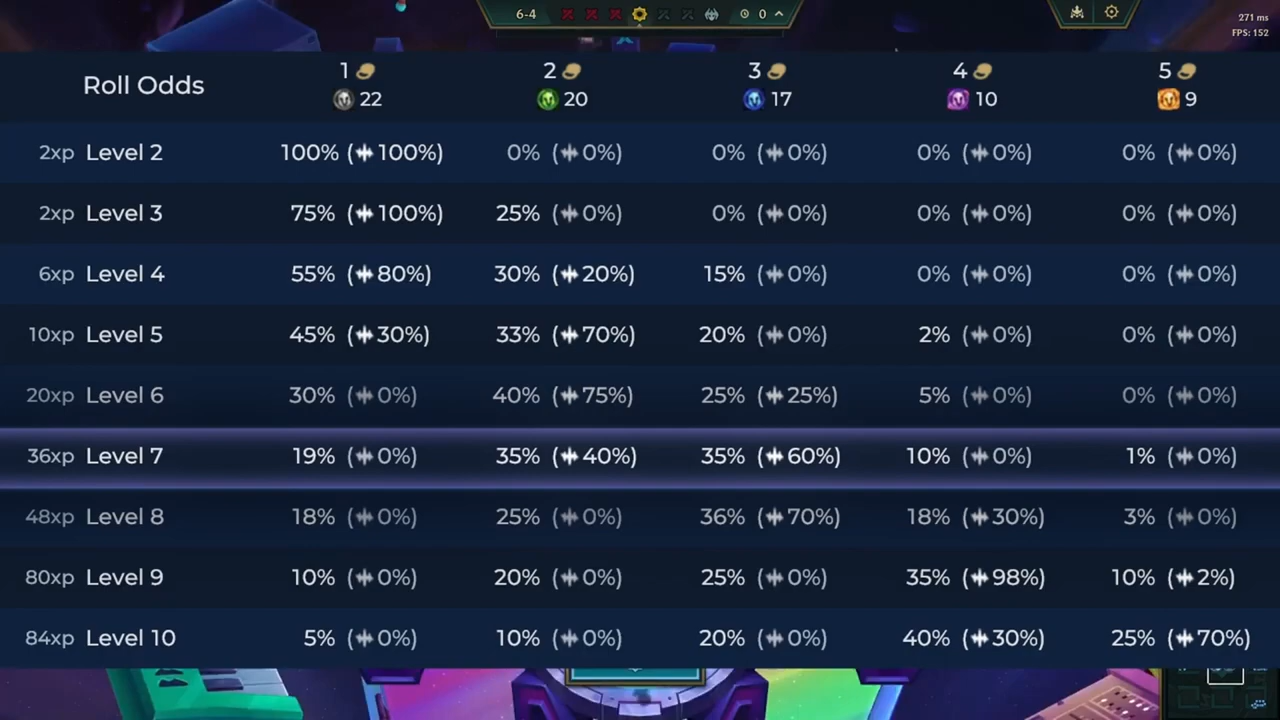 6-4
0
271 ms
FPS: 152
Roll Odds 1 2 3 4 5
22 20 17 10 9
2xp Level 2 100% (100%) 0% (0%) 0% (0%) 0% (0%) 0% (0%)
2xp Level 3 75% (100%) 25% (0%) 0% (0%) 0% (0%) 0% (0%)
6xp Level 4 55% (80%) 30% (20%) 15% (0%) 0% (0%) 0% (0%)
10xp Level 5 45% (30%) 33% (70%) 20% (0%) 2% (0%) 0% (0%)
20xp Level 6 30% (0%) 40% (75%) 25% (25%) 5% (0%) 0% (0%)
36xp Level 7 19% (0%) 35% (40%) 35% (60%) 10% (0%) 1% (0%)
48xp Level 8 18% (0%) 25% (0%) 36% (70%) 18% (30%) 3% (0%)
80xp Level 9 10% (0%) 20% (0%) 25% (0%) 35% (98%) 10% (2%)
84xp Level 10 5% (0%) 10% (0%) 20% (0%) 40% (30%) 25% (70%)